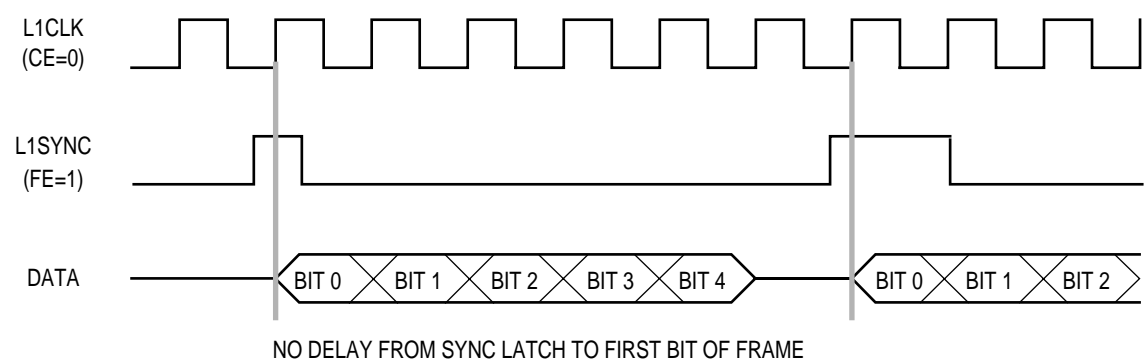 L1CLK
(CE=0)
L1SYNC
(FE=1)
DATA
BIT 0
BIT 1
BIT 2
BIT 3
BIT 4
BIT 0
BIT 1
BIT 2
NO DELAY FROM SYNC LATCH TO FIRST BIT OF FRAME